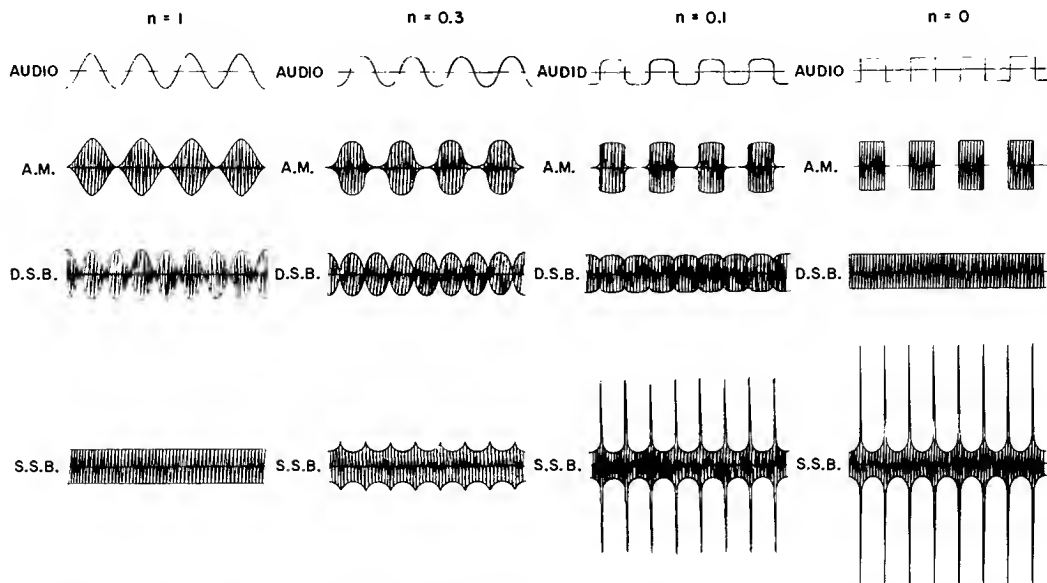 n = 1 n = 0.3 n = 0.1 n = 0
AUDIO AUDIO AUDIO AUDIO
A.M. A.M. A.M. A.M.
D.S.B. D.S.B. D.S.B. D.S.B.
S.S.B. S.S.B. S.S.B. S.S.B.